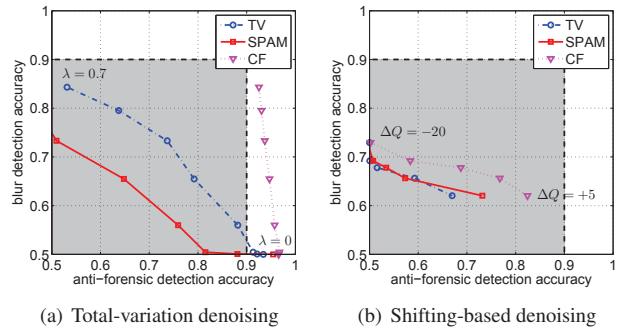 TV
SPAM
CF
1
0.9
0.8
0.7
0.6
0.5
blur detection accuracy
λ = 0.7
λ = 0
0.5 0.6 0.7 0.8 0.9 1
anti-forensic detection accuracy
(a) Total-variation denoising
TV
SPAM
CF
1
0.9
0.8
0.7
0.6
0.5
blur detection accuracy
ΔQ = −20
ΔQ = +5
0.5 0.6 0.7 0.8 0.9 1
anti-forensic detection accuracy
(b) Shifting-based denoising